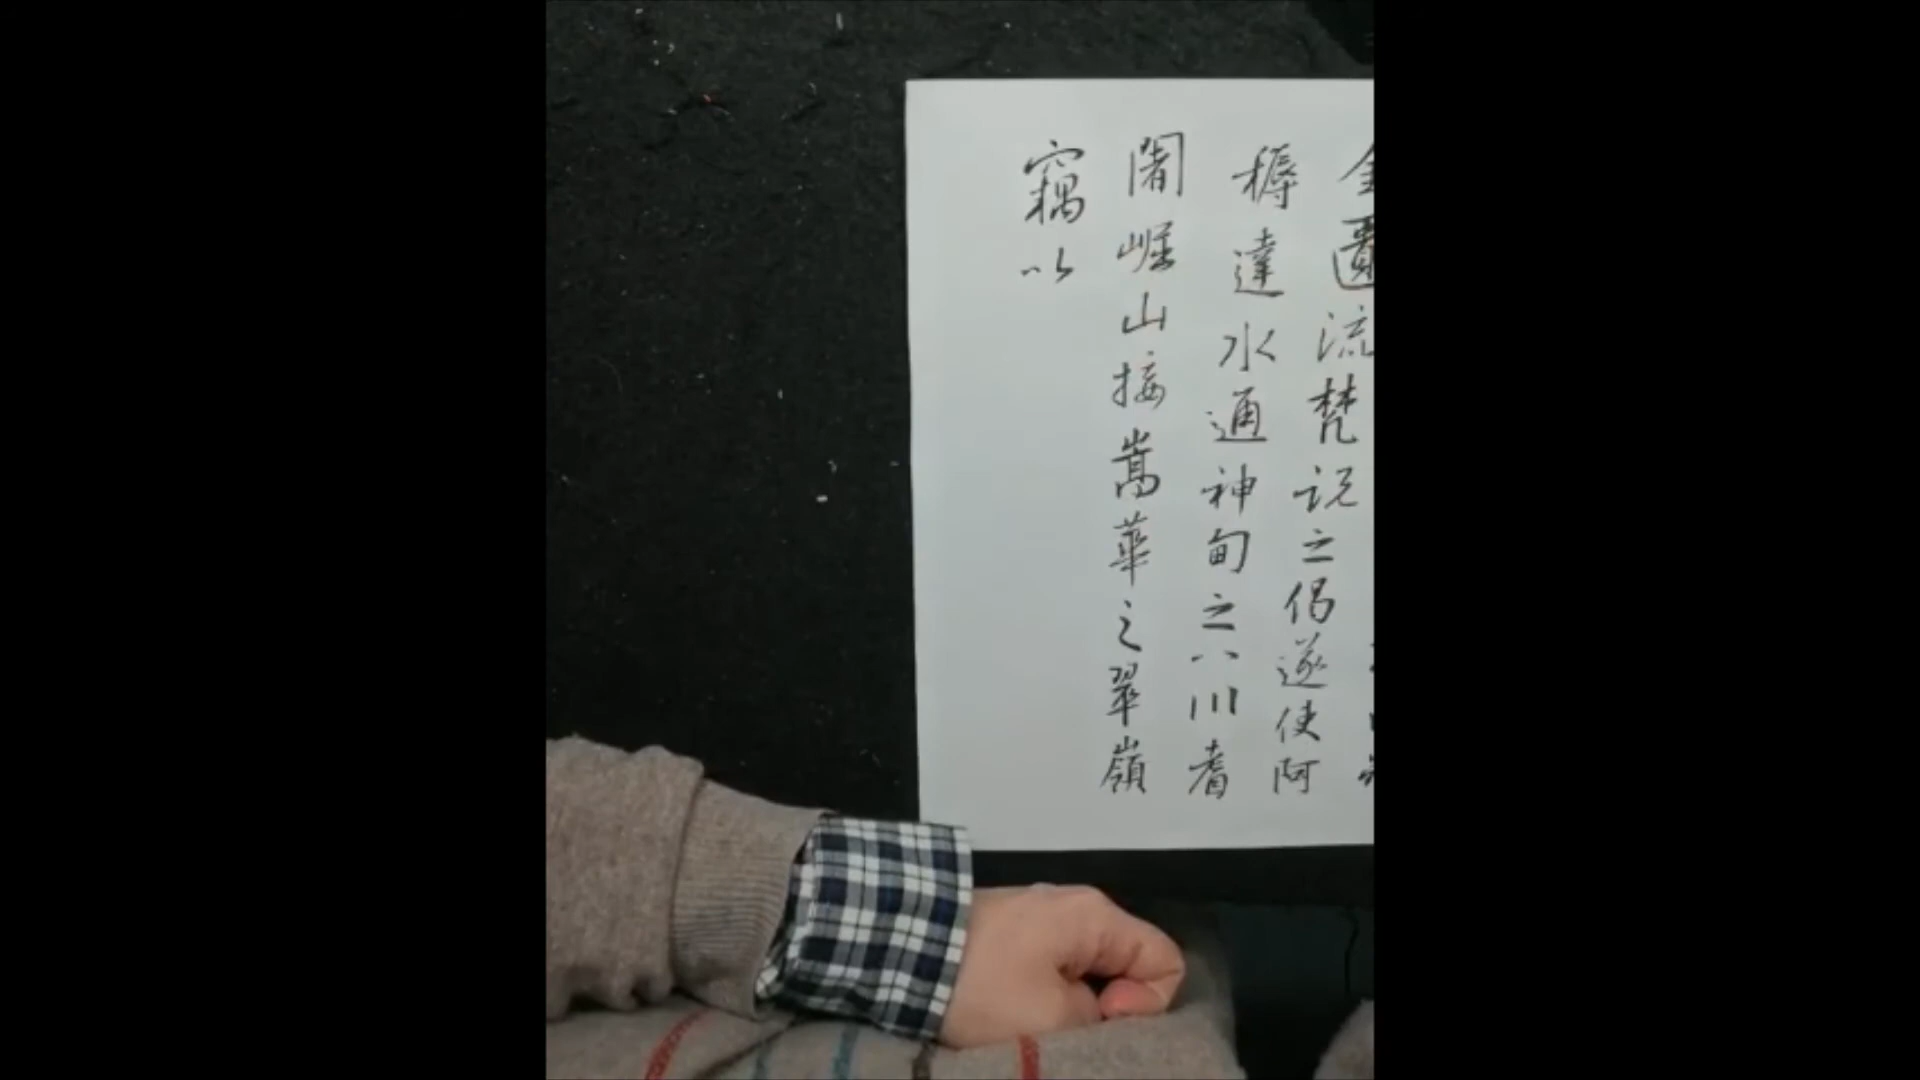 金匱流梵说之偈遂使阿
耨達水通神甸之八川耆
闍崛山接嵩華之翠嶺
竊以